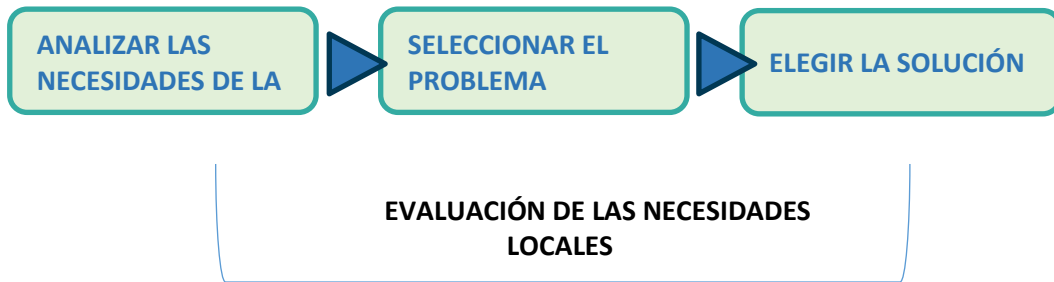 ANALIZAR LAS
NECESIDADES DE LA
SELECCIONAR EL
PROBLEMA
ELEGIR LA SOLUCIÓN
EVALUACIÓN DE LAS NECESIDADES
LOCALES